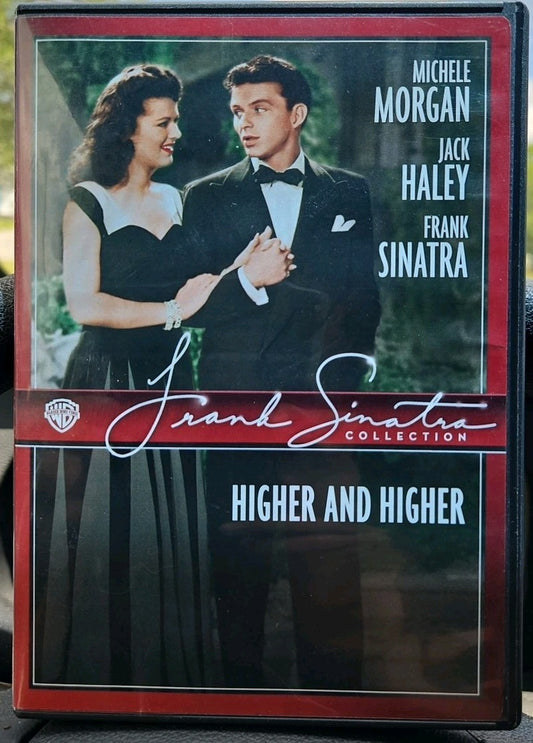 MICHELE
MORGAN
JACK
HALEY
FRANK
SINATRA
Frank Sinatra
COLLECTION
HIGHER AND HIGHER